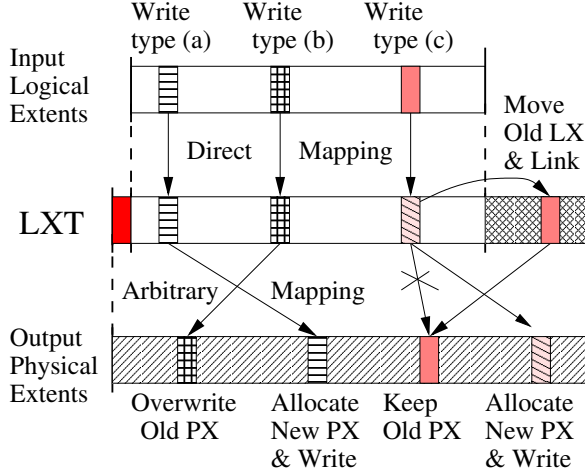 Write
type (a)
Write
type (b)
Write
type (c)
Input
Logical
Extents
Move
Old LX
& Link
Direct
Mapping
LXT
Arbitrary
Mapping
Output
Physical
Extents
Overwrite
Old PX
Allocate
New PX
& Write
Keep
Old PX
Allocate
New PX
& Write